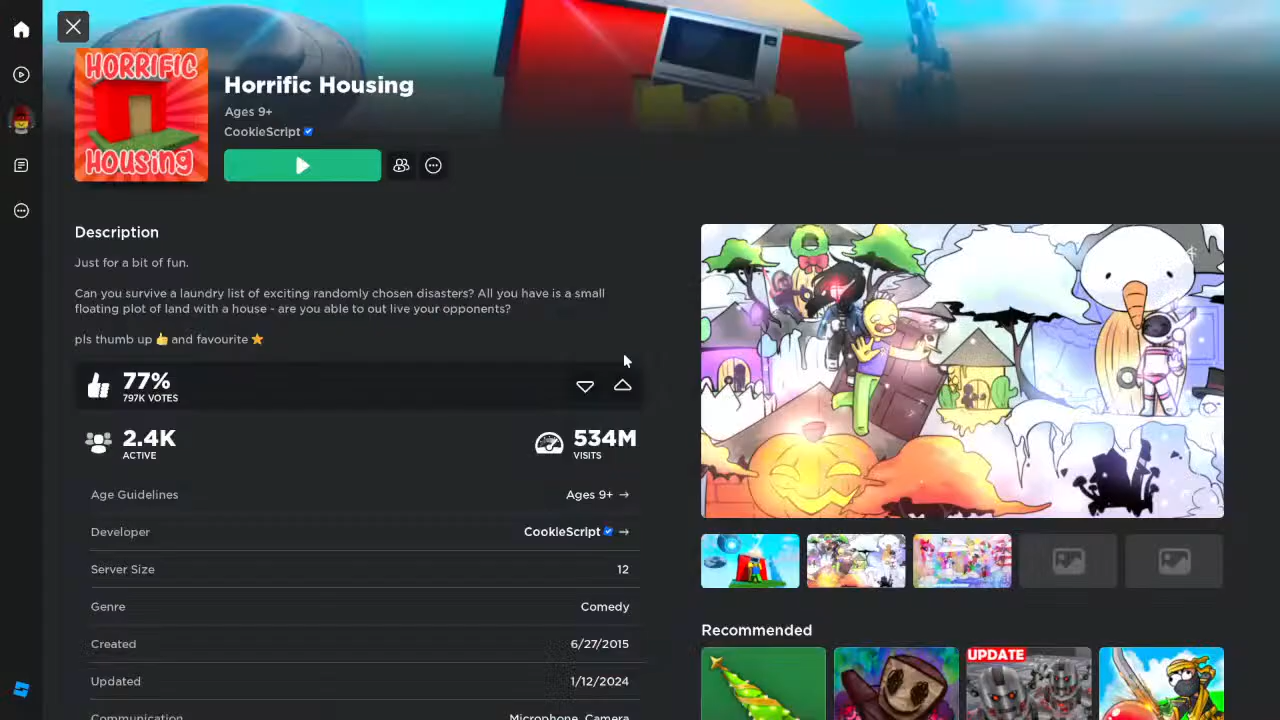 HORRIFIC
HOUSING
Horrific Housing
Ages 9+
CookieScript
Description
Just for a bit of fun.
Can you survive a laundry list of exciting randomly chosen disasters? All you have is a small
floating plot of land with a house - are you able to out live your opponents?
pls thumb up 👍 and favourite ⭐
77%
797K VOTES
2.4K
ACTIVE
534M
VISITS
Age Guidelines
Ages 9+ →
Developer
CookieScript →
Server Size
12
Genre
Comedy
Created
6/27/2015
Updated
1/12/2024
Communication
Microphone, Camera
Recommended
UPDATE